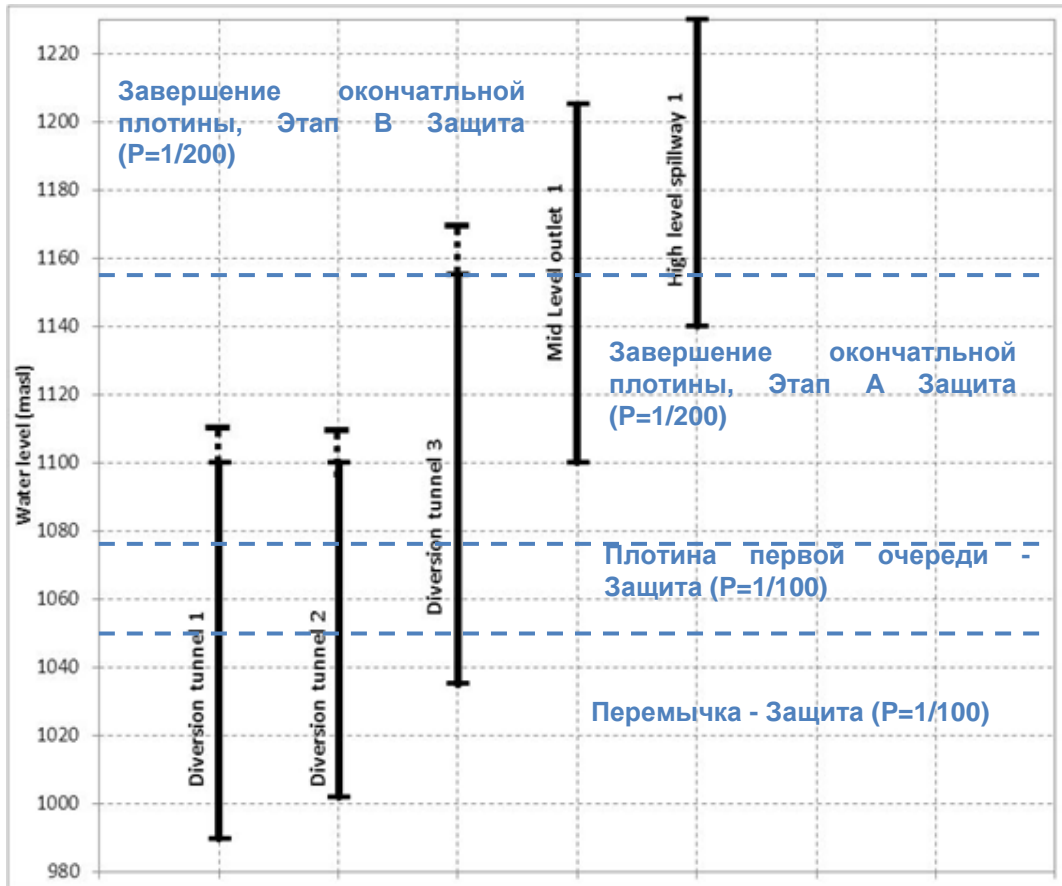 Water level (masl)
1220
1200
1180
1160
1140
1120
1100
1080
1060
1040
1020
1000
980
Завершение окончатльной
плотины, Этап В Защита
(P=1/200)
Diversion tunnel 1
Diversion tunnel 2
Diversion tunnel 3
Mid Level outlet 1
High level spillway 1
Завершение окончатльной
плотины, Этап А Защита
(P=1/200)
Плотина первой очереди -
Защита (P=1/100)
Перемычка - Защита (P=1/100)